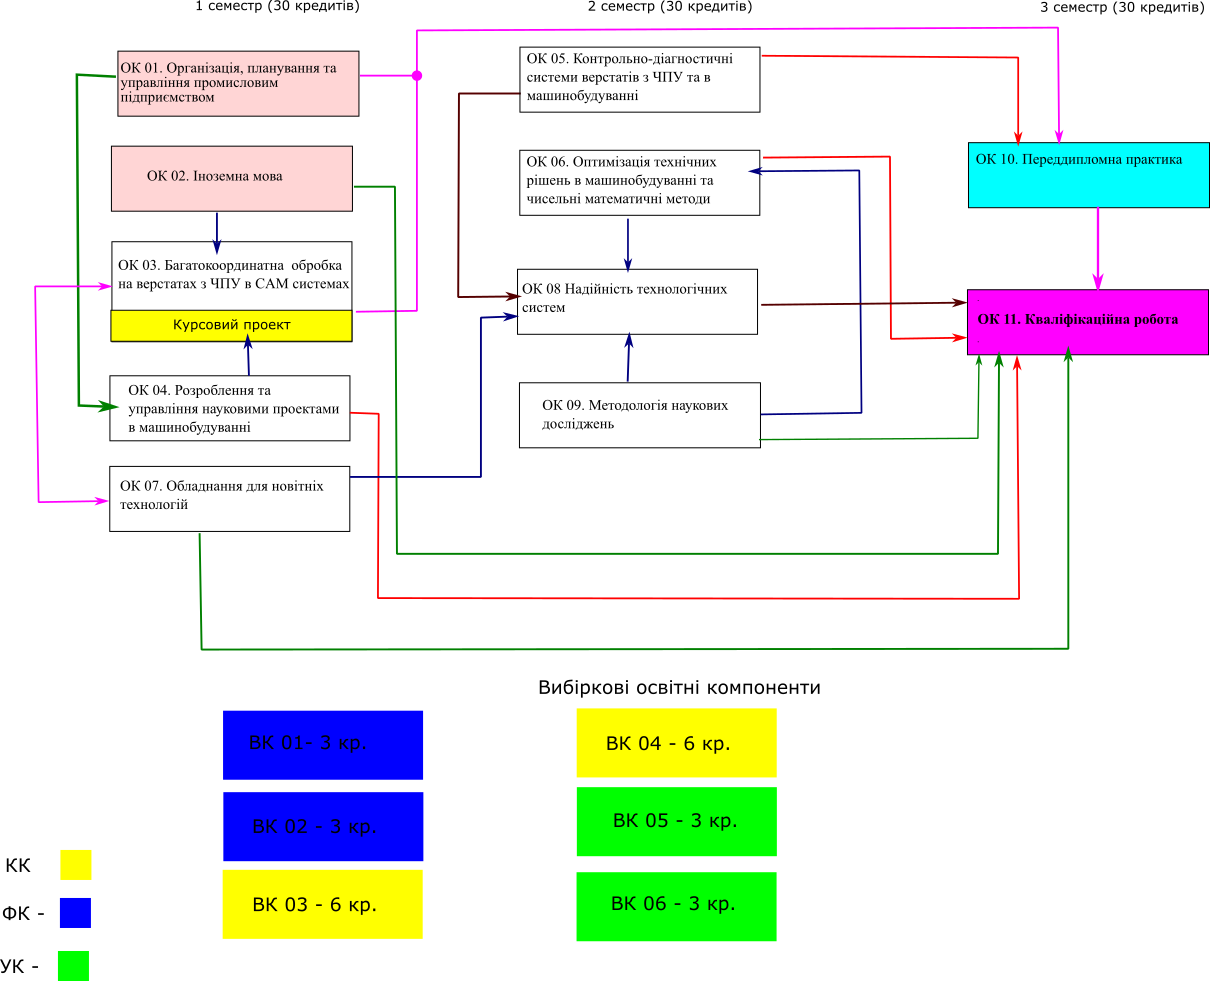 1 семестр (30 кредитів)
2 семестр (30 кредитів)
3 семестр (30 кредитів)
ОК 01. Організація, планування та
управління промисловим
підприємством
ОК 02. Іноземна мова
ОК 03. Багатокоординатна обробка
на верстатах з ЧПУ в САМ системах
Курсовий проект
ОК 04. Розроблення та
управління науковими проектами
в машинобудуванні
ОК 07. Обладнання для новітніх
технологій
ОК 05. Контрольно-діагностичні
системи верстатів з ЧПУ та в
машинобудуванні
ОК 06. Оптимізація технічних
рішень в машинобудуванні та
чисельні математичні методи
ОК 08 Надійність технологічних
систем
ОК 09. Методологія наукових
досліджень
ОК 10. Переддипломна практика
ОК 11. Кваліфікаційна робота
Вибіркові освітні компоненти
ВК 01- 3 кр.
ВК 02 - 3 кр.
ВК 03 - 6 кр.
ВК 04 - 6 кр.
ВК 05 - 3 кр.
ВК 06 - 3 кр.
КК
ФК -
УК -